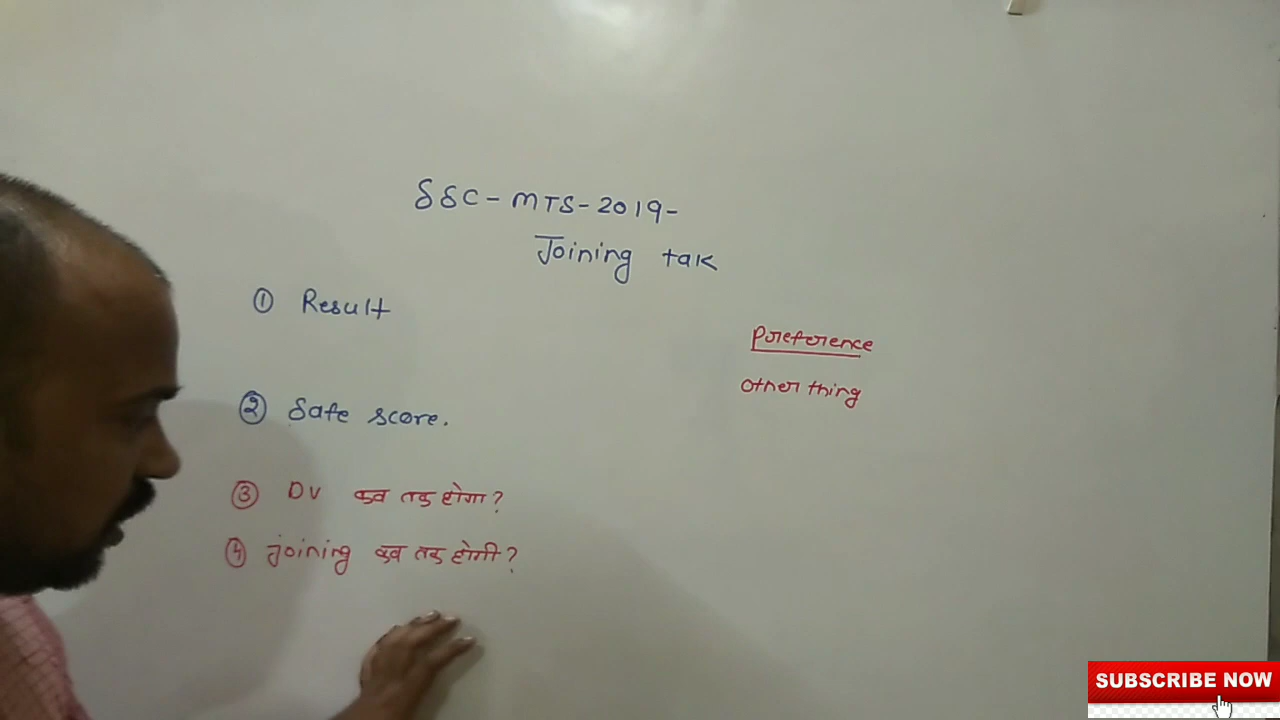 SSC-MTS-2019-
Joining tak
① Result
② Safe score.
③ DV कब तक होगा?
④ Joining कब तक होगी?
Preference
Other thing
SUBSCRIBE NOW